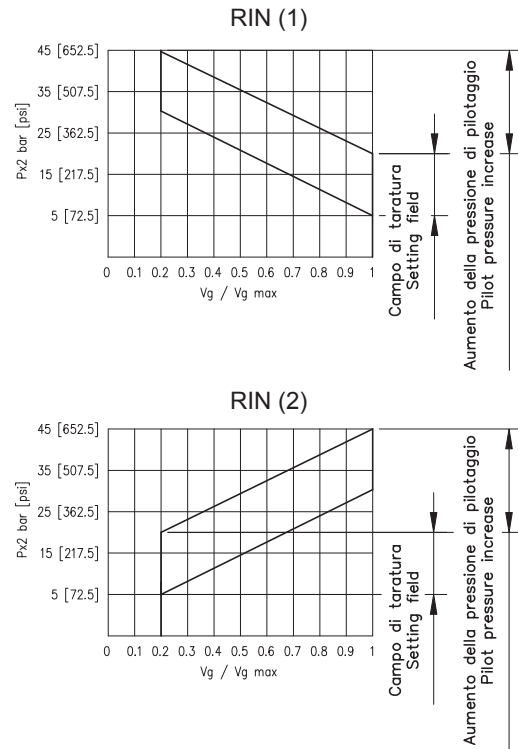 RIN (1)
45 [652.5]
35 [507.5]
25 [362.5]
15 [217.5]
5 [72.5]
Px2 bar [psi]
0 0.1 0.2 0.3 0.4 0.5 0.6 0.7 0.8 0.9 1
Vg / Vg max
Campo di taratura
Setting field
Aumento della pressione di pilotaggio
Pilot pressure increase
RIN (2)
45 [652.5]
35 [507.5]
25 [362.5]
15 [217.5]
5 [72.5]
Px2 bar [psi]
0 0.1 0.2 0.3 0.4 0.5 0.6 0.7 0.8 0.9 1
Vg / Vg max
Campo di taratura
Setting field
Aumento della pressione di pilotaggio
Pilot pressure increase